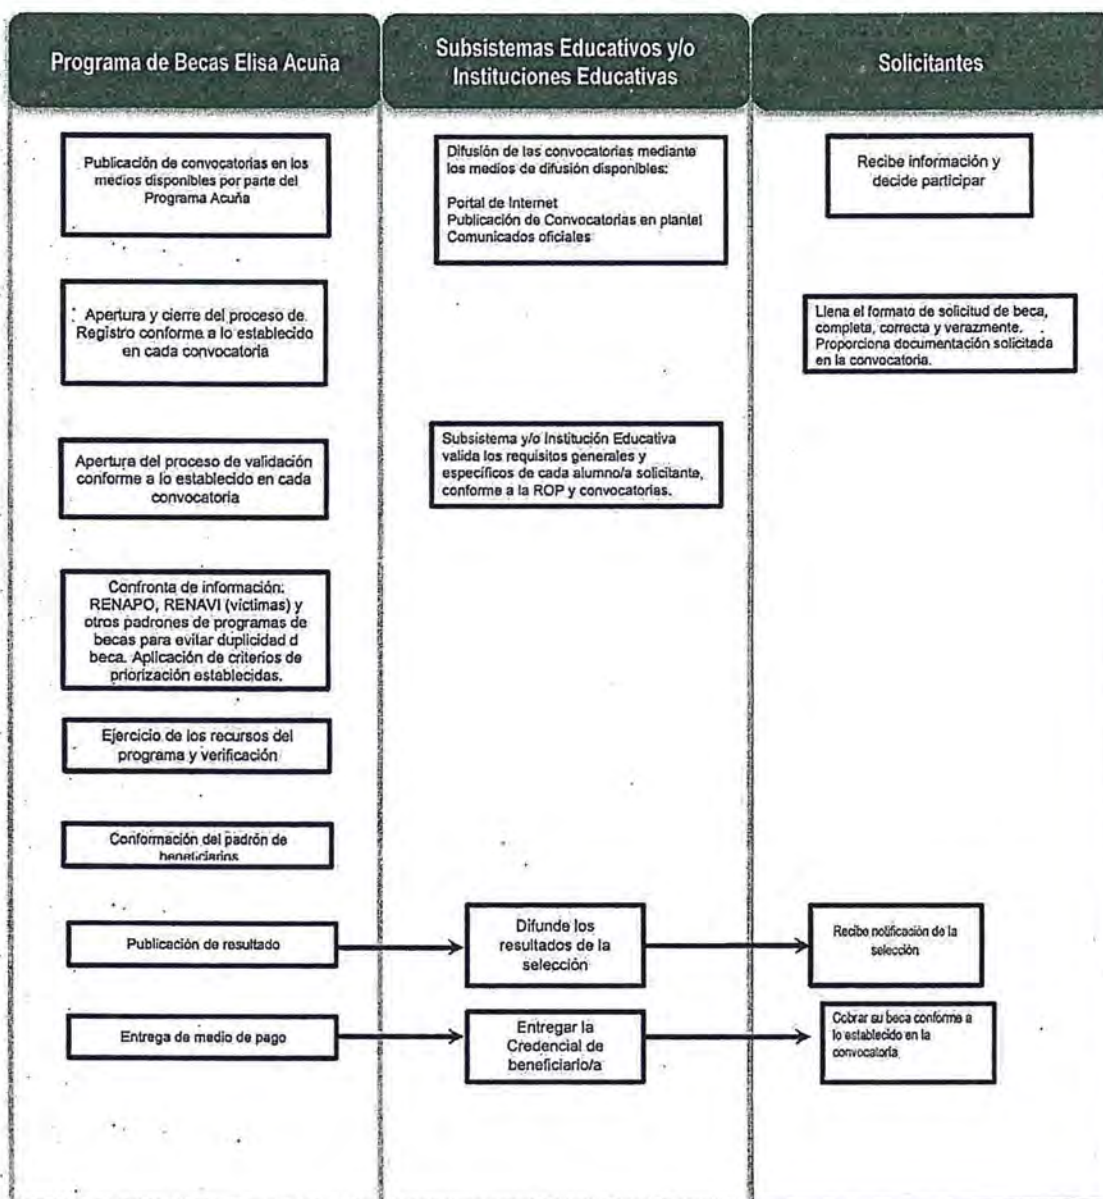 Programa de Becas Elisa Acuña
Subsistemas Educativos y/o
Instituciones Educativas
Solicitantes
Publicación de convocatorias en los
medios disponibles por parte del
Programa Acuña
Difusión de las convocatorias mediante
los medios de difusión disponibles:
Portal de Internet
Publicación de Convocatorias en plantel
Comunicados oficiales
Recibe información y
decide participar
Apertura y cierre del proceso de
Registro conforme a lo establecido
en cada convocatoria
Llena el formato de solicitud de beca,
completa, correcta y verazmente.
Proporciona documentación solicitada
en la convocatoria.
Apertura del proceso de validación
conforme a lo establecido en cada
convocatoria
Subsistema y/o Institución Educativa
valida los requisitos generales y
específicos de cada alumno/a solicitante,
conforme a la ROP y convocatorias.
Confronta de información:
RENAPO, RENAVI (víctimas) y
otros padrones de programas de
becas para evitar duplicidad d
beca. Aplicación de criterios de
priorización establecidas.
Ejercicio de los recursos del
programa y verificación
Conformación del padrón de
beneficiarios
Publicación de resultado
Difunde los
resultados de la
selección
Recibe notificación de la
selección
Entrega de medio de pago
Entregar la
Credencial de
beneficiario/a
Cobrar su beca conforme a
lo establecido en la
convocatoria